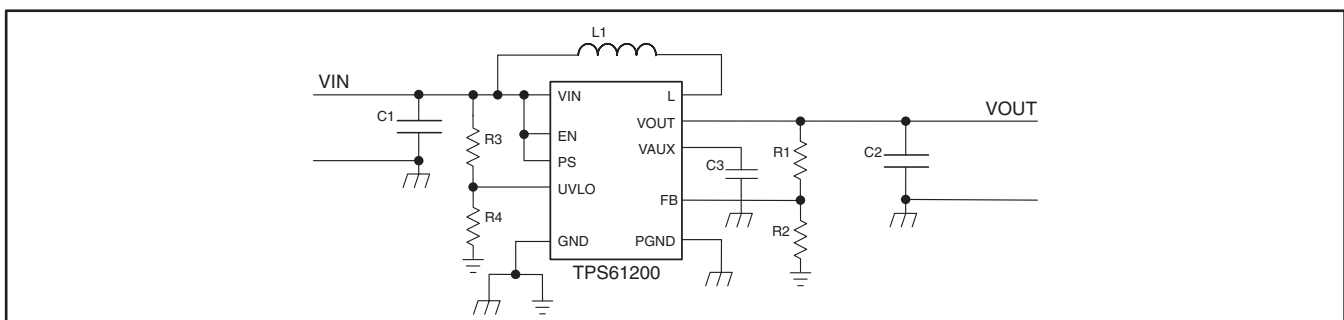 L1
VIN
VIN
L
C1
VOUT
VOUT
R3
EN
VAUX
R1
C2
PS
C3
UVLO
FB
R4
R2
GND
PGND
TPS61200